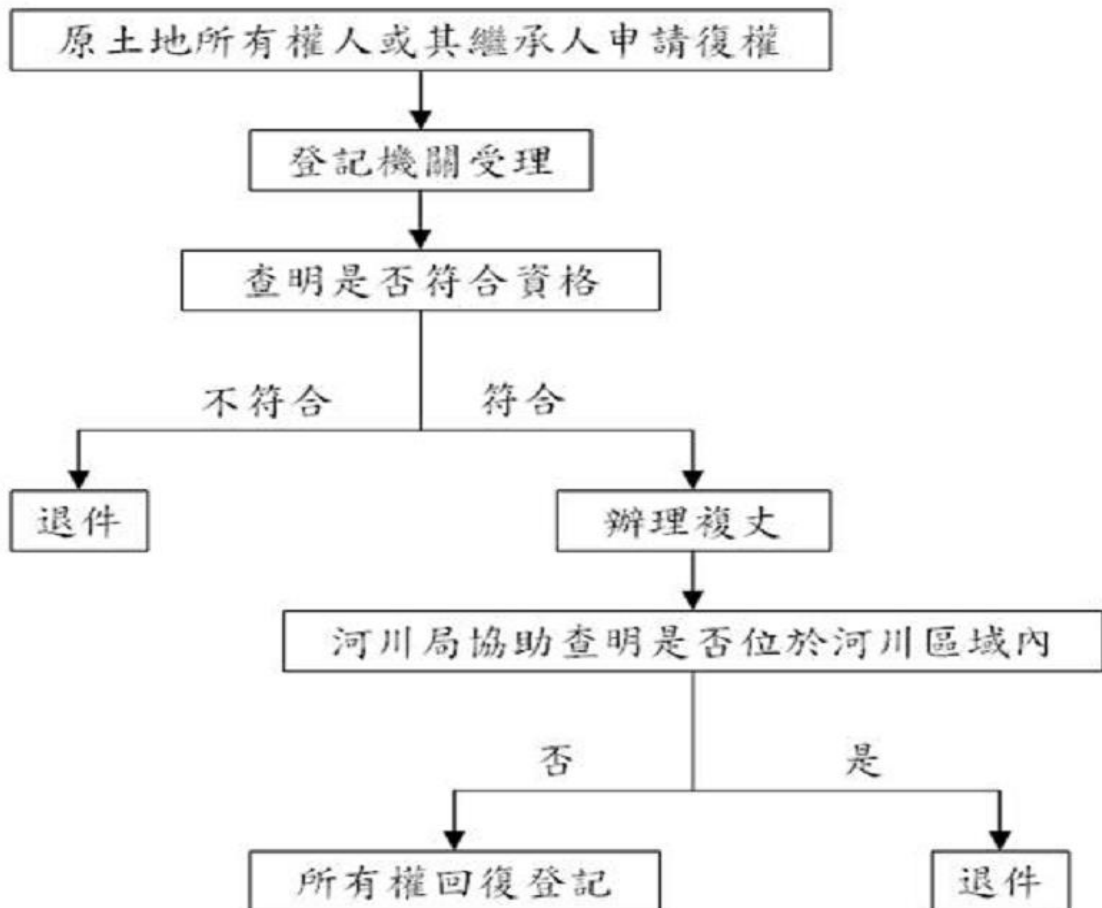 原土地所有權人或其繼承人申請復權
登記機關受理
查明是否符合資格
不符合
符合
退件
辦理複丈
河川局協助查明是否位於河川區域內
否
是
所有權回復登記
退件